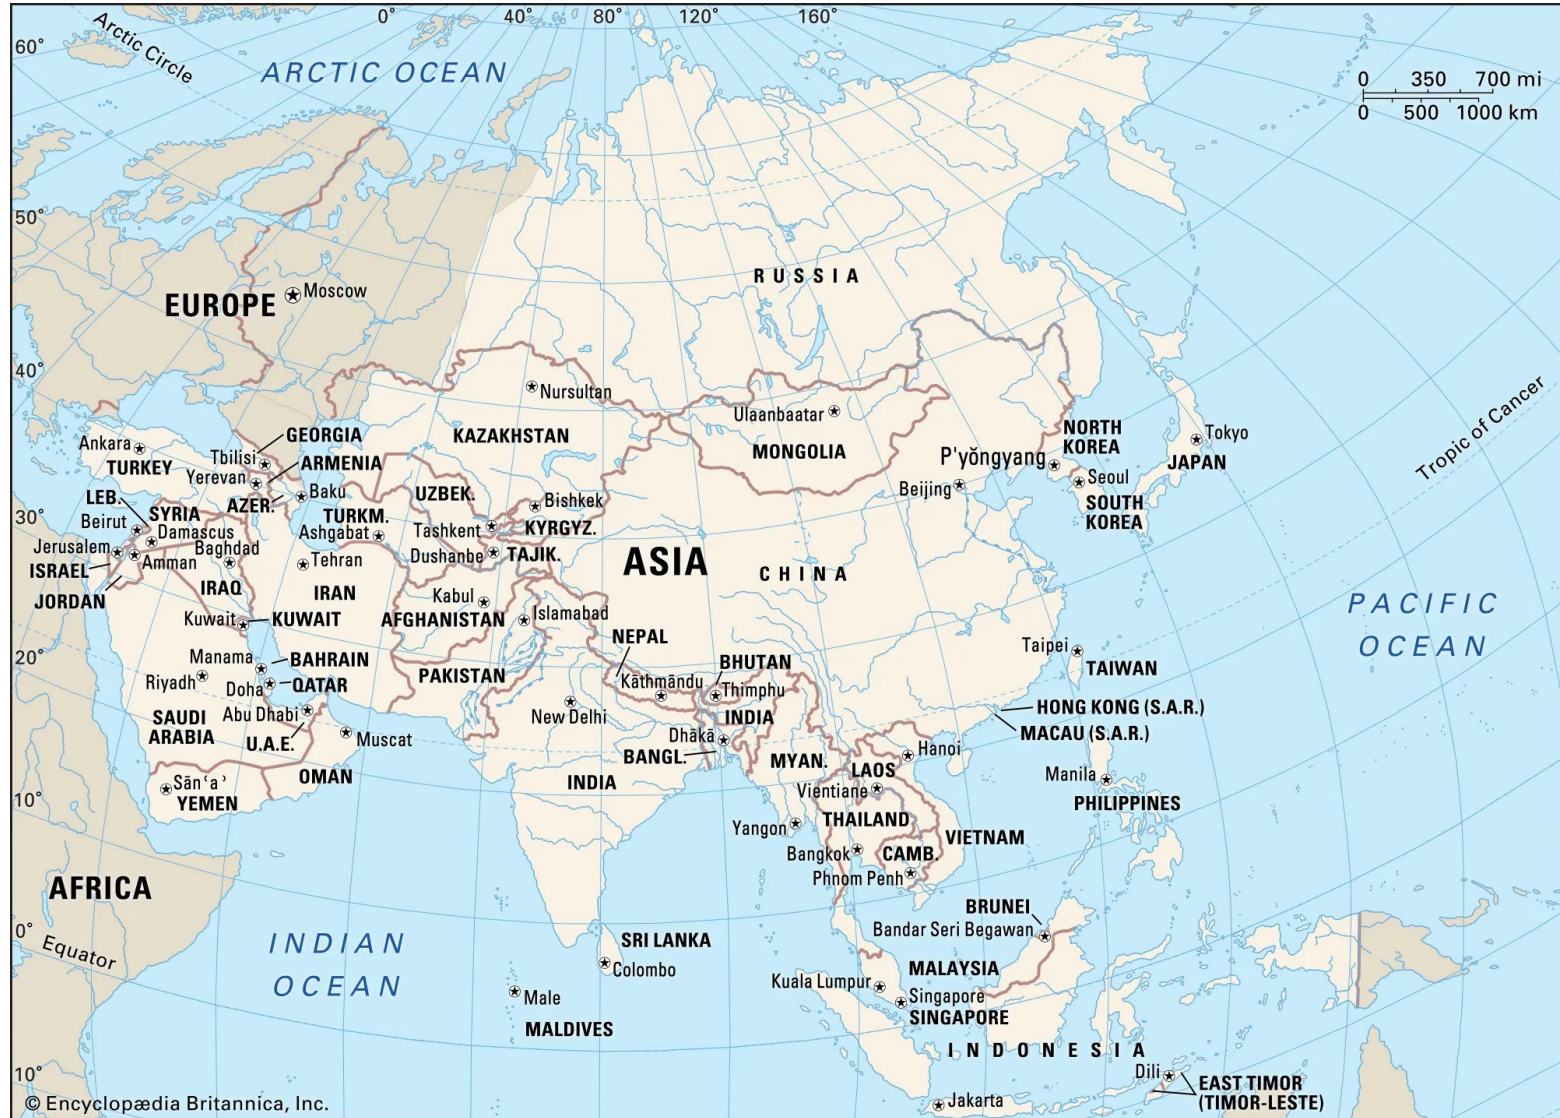 0°
40°
80°
120°
160°
60°
Arctic Circle
ARCTIC OCEAN
0 350 700 mi
0 500 1000 km
50°
RUSSIA
EUROPE
Moscow
40°
Nursultan
Ulaanbaatar
KAZAKHSTAN
MONGOLIA
Ankara
TURKEY
GEORGIA
Tbilisi
ARMENIA
Yerevan
AZER.
Baku
NORTH
KOREA
P'yŏngyang
Tokyo
JAPAN
Tropic of Cancer
Beijing
Seoul
SOUTH
KOREA
UZBEK.
Bishkek
KYRGYZ.
TURKM.
Tashkent
Ashgabat
Dushanbe
TAJIK.
30°
LEB.
SYRIA
Beirut
Damascus
Jerusalem
Amman
Baghdad
ISRAEL
JORDAN
IRAQ
Tehran
IRAN
ASIA
CHINA
Kabul
AFGHANISTAN
Islamabad
Kuwait
KUWAIT
PACIFIC
OCEAN
20°
Manama
BAHRAIN
Riyadh
Doha
QATAR
Abu Dhabi
SAUDI
ARABIA
U.A.E.
Muscat
OMAN
PAKISTAN
NEPAL
Kāthmāndu
BHUTAN
Thimphu
New Delhi
INDIA
Dhākā
BANGL.
INDIA
Taipei
TAIWAN
HONG KONG (S.A.R.)
MACAU (S.A.R.)
Sān‘a’
YEMEN
MYAN.
LAOS
Hanoi
Vientiane
Manila
PHILIPPINES
10°
Yangon
THAILAND
VIETNAM
Bangkok
CAMB.
Phnom Penh
AFRICA
0°
Equator
INDIAN
OCEAN
SRI LANKA
Colombo
Male
MALDIVES
BRUNEI
Bandar Seri Begawan
MALAYSIA
Kuala Lumpur
Singapore
SINGAPORE
INDONESIA
10°
Dili
EAST TIMOR
(TIMOR-LESTE)
Jakarta
© Encyclopædia Britannica, Inc.